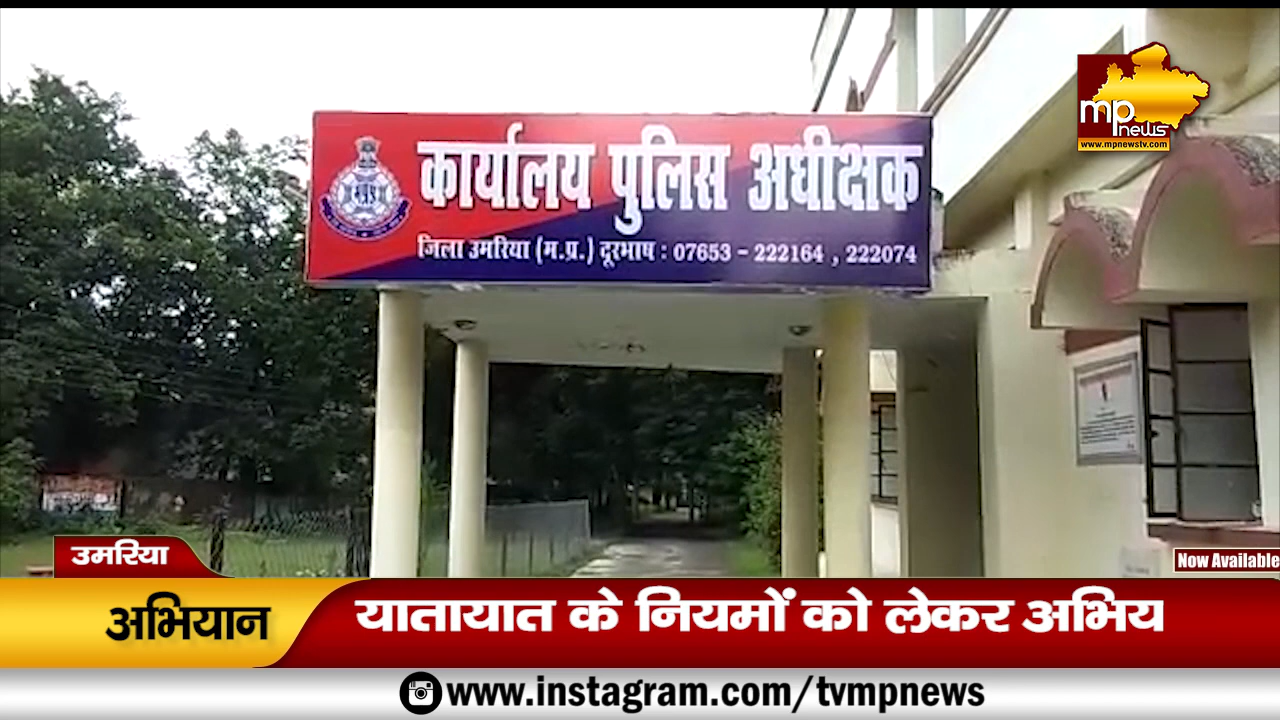 mp
news
www.mpnewstv.com
कार्यालय पुलिस अधीक्षक
जिला उमरिया (म.प्र.) दूरभाष : 07653 - 222164 , 222074
उमरिया
Now Available
अभियान
यातायात के नियमों को लेकर अभिय
www.instagram.com/tvmpnews